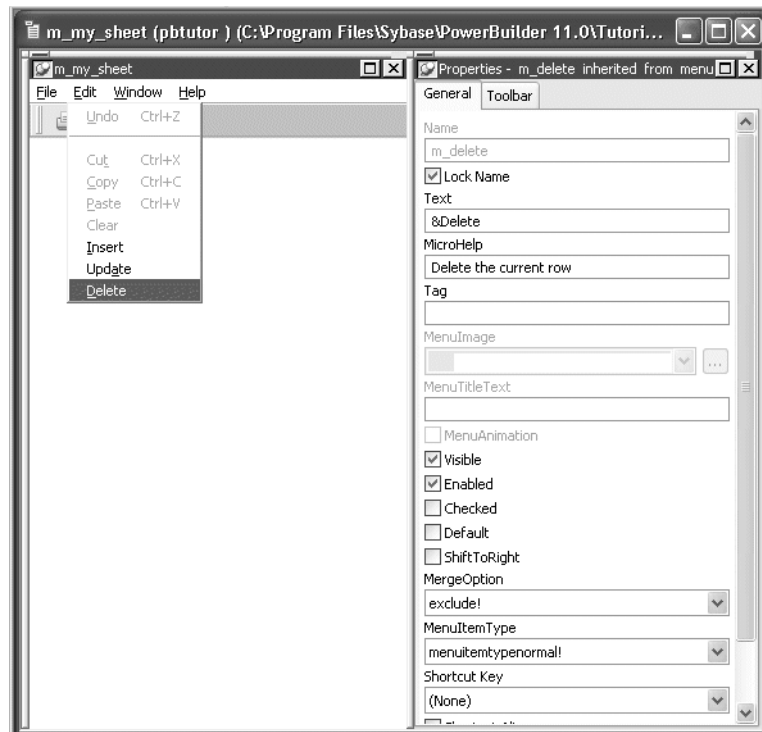 m_my_sheet (pbtutor ) (C:\Program Files\Sybase\PowerBuilder 11.0\Tutori...
m_my_sheet
File Edit Window Help
Undo Ctrl+Z
Cut Ctrl+X
Copy Ctrl+C
Paste Ctrl+V
Clear
Insert
Update
Delete
Properties - m_delete inherited from menu
General Toolbar
Name
m_delete
Lock Name
Text
&Delete
MicroHelp
Delete the current row
Tag
MenuImage
...
MenuTitleText
MenuAnimation
Visible
Enabled
Checked
Default
ShiftToRight
MergeOption
exclude!
MenuItemType
menuitemtypenormal!
Shortcut Key
(None)